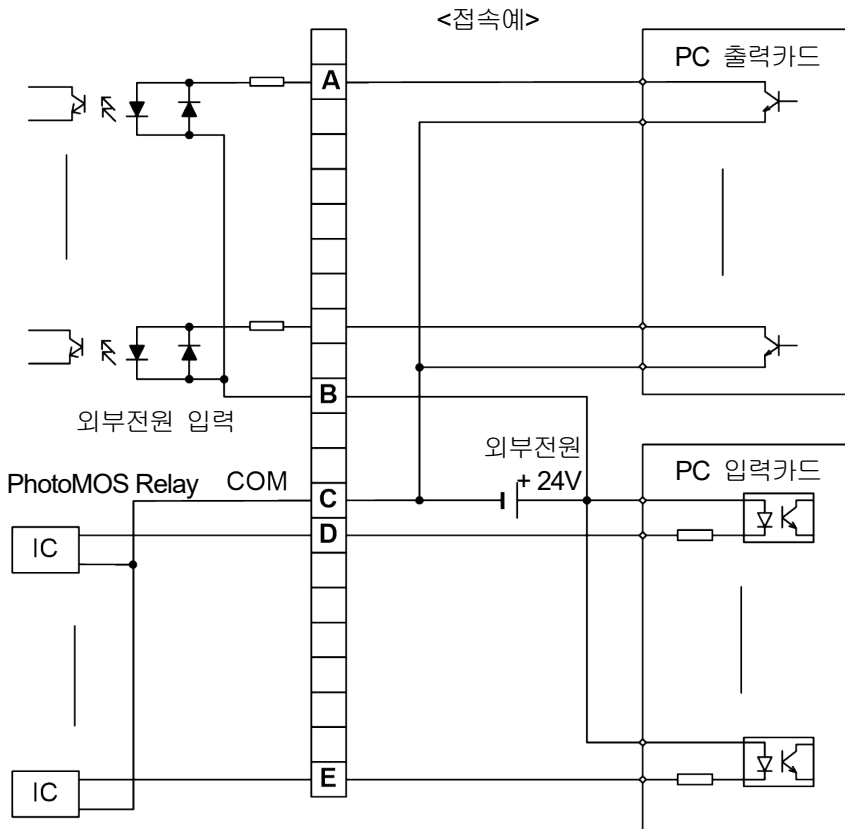 <접속예>
PC 출력카드
A
B
외부전원 입력
외부전원
+ 24V
PC 입력카드
PhotoMOS Relay COM
C
IC
D
IC
E